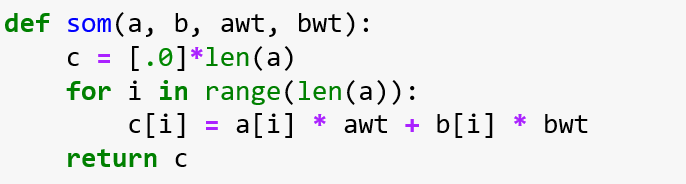 def som(a, b, awt, bwt):
    c = [.0]*len(a)
    for i in range(len(a)):
        c[i] = a[i] * awt + b[i] * bwt
    return c